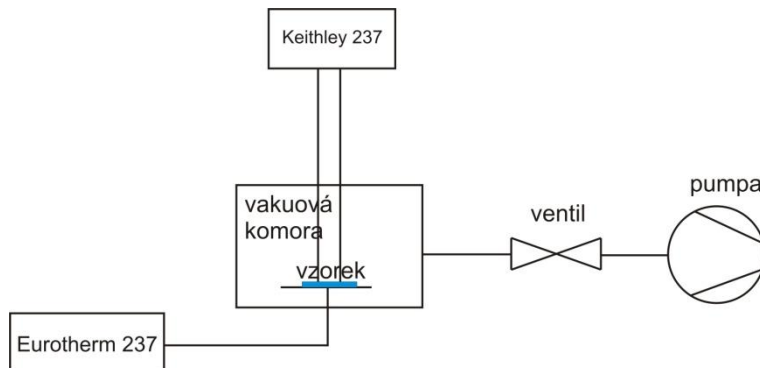 Keithley 237
vakuová
komora
vzorek
ventil
pumpa
Eurotherm 237